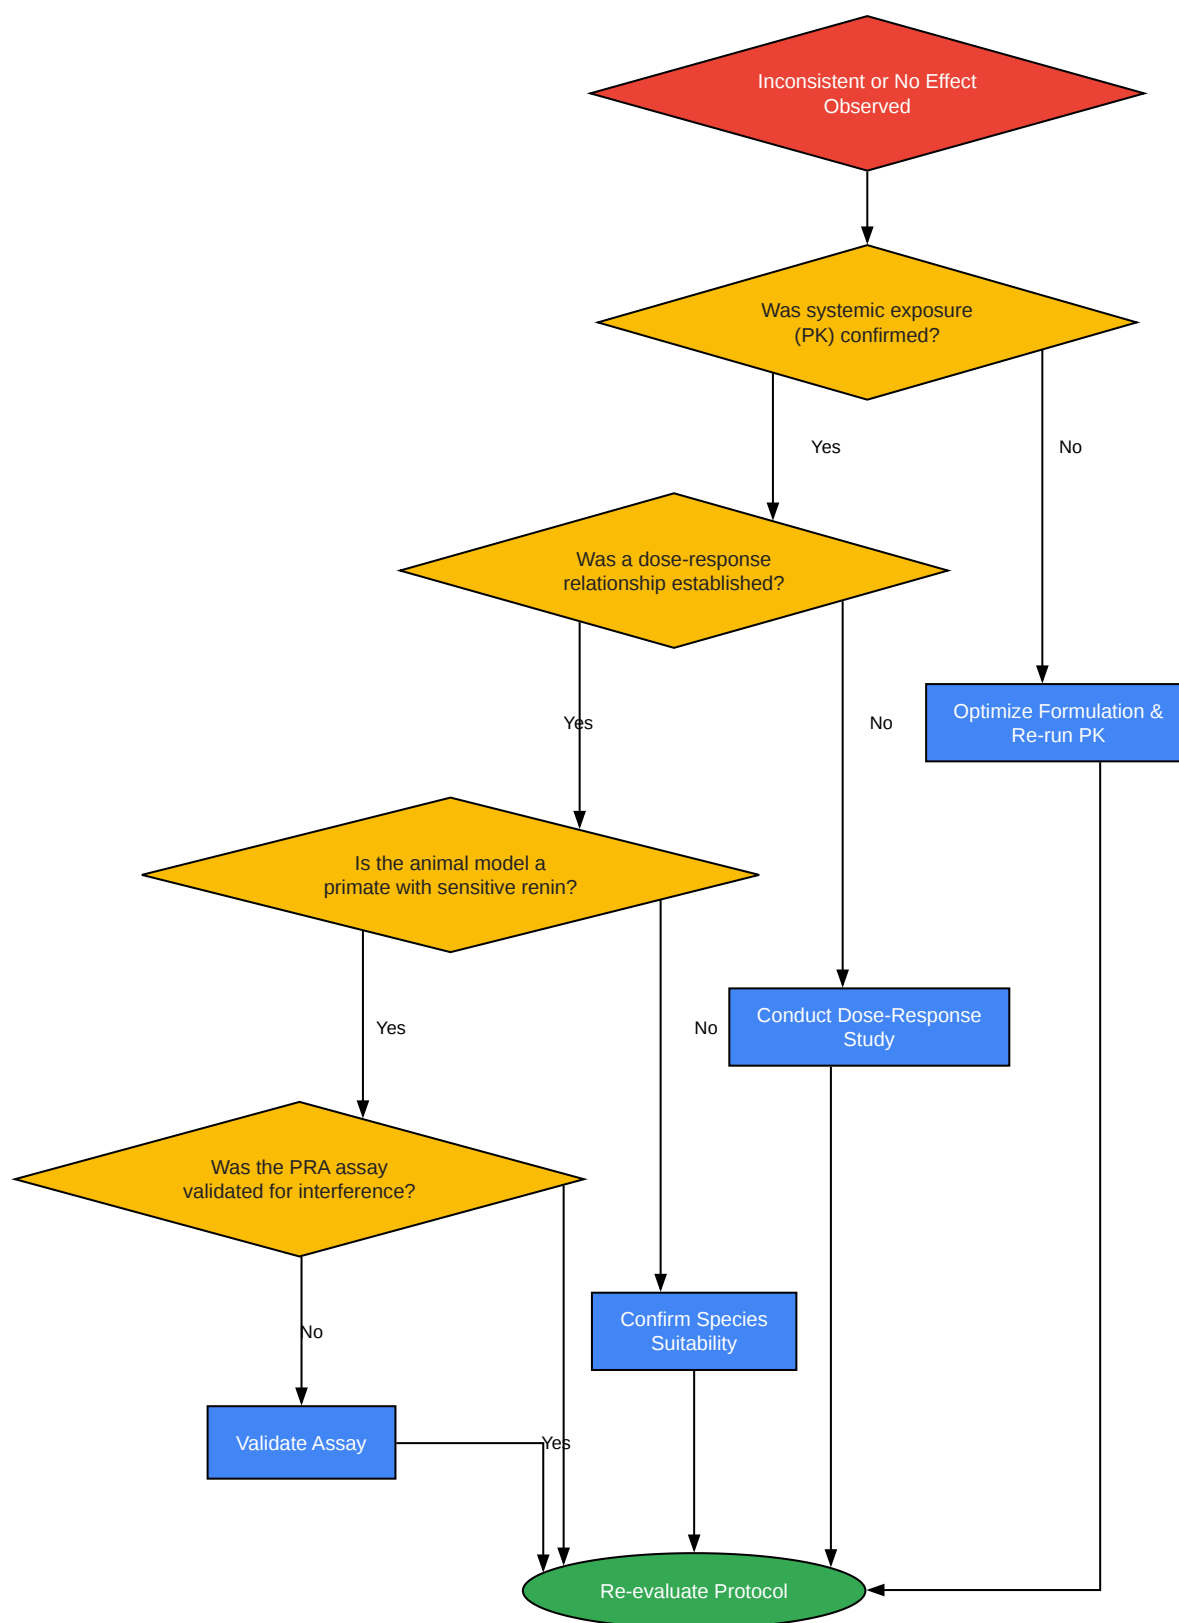 Inconsistent or No Effect
Observed
Was systemic exposure
(PK) confirmed?
Yes
No
Was a dose-response
relationship established?
Yes
No
Optimize Formulation &
Re-run PK
Is the animal model a
primate with sensitive renin?
Yes
No
Conduct Dose-Response
Study
Was the PRA assay
validated for interference?
No
Confirm Species
Suitability
Validate Assay
Yes
Re-evaluate Protocol